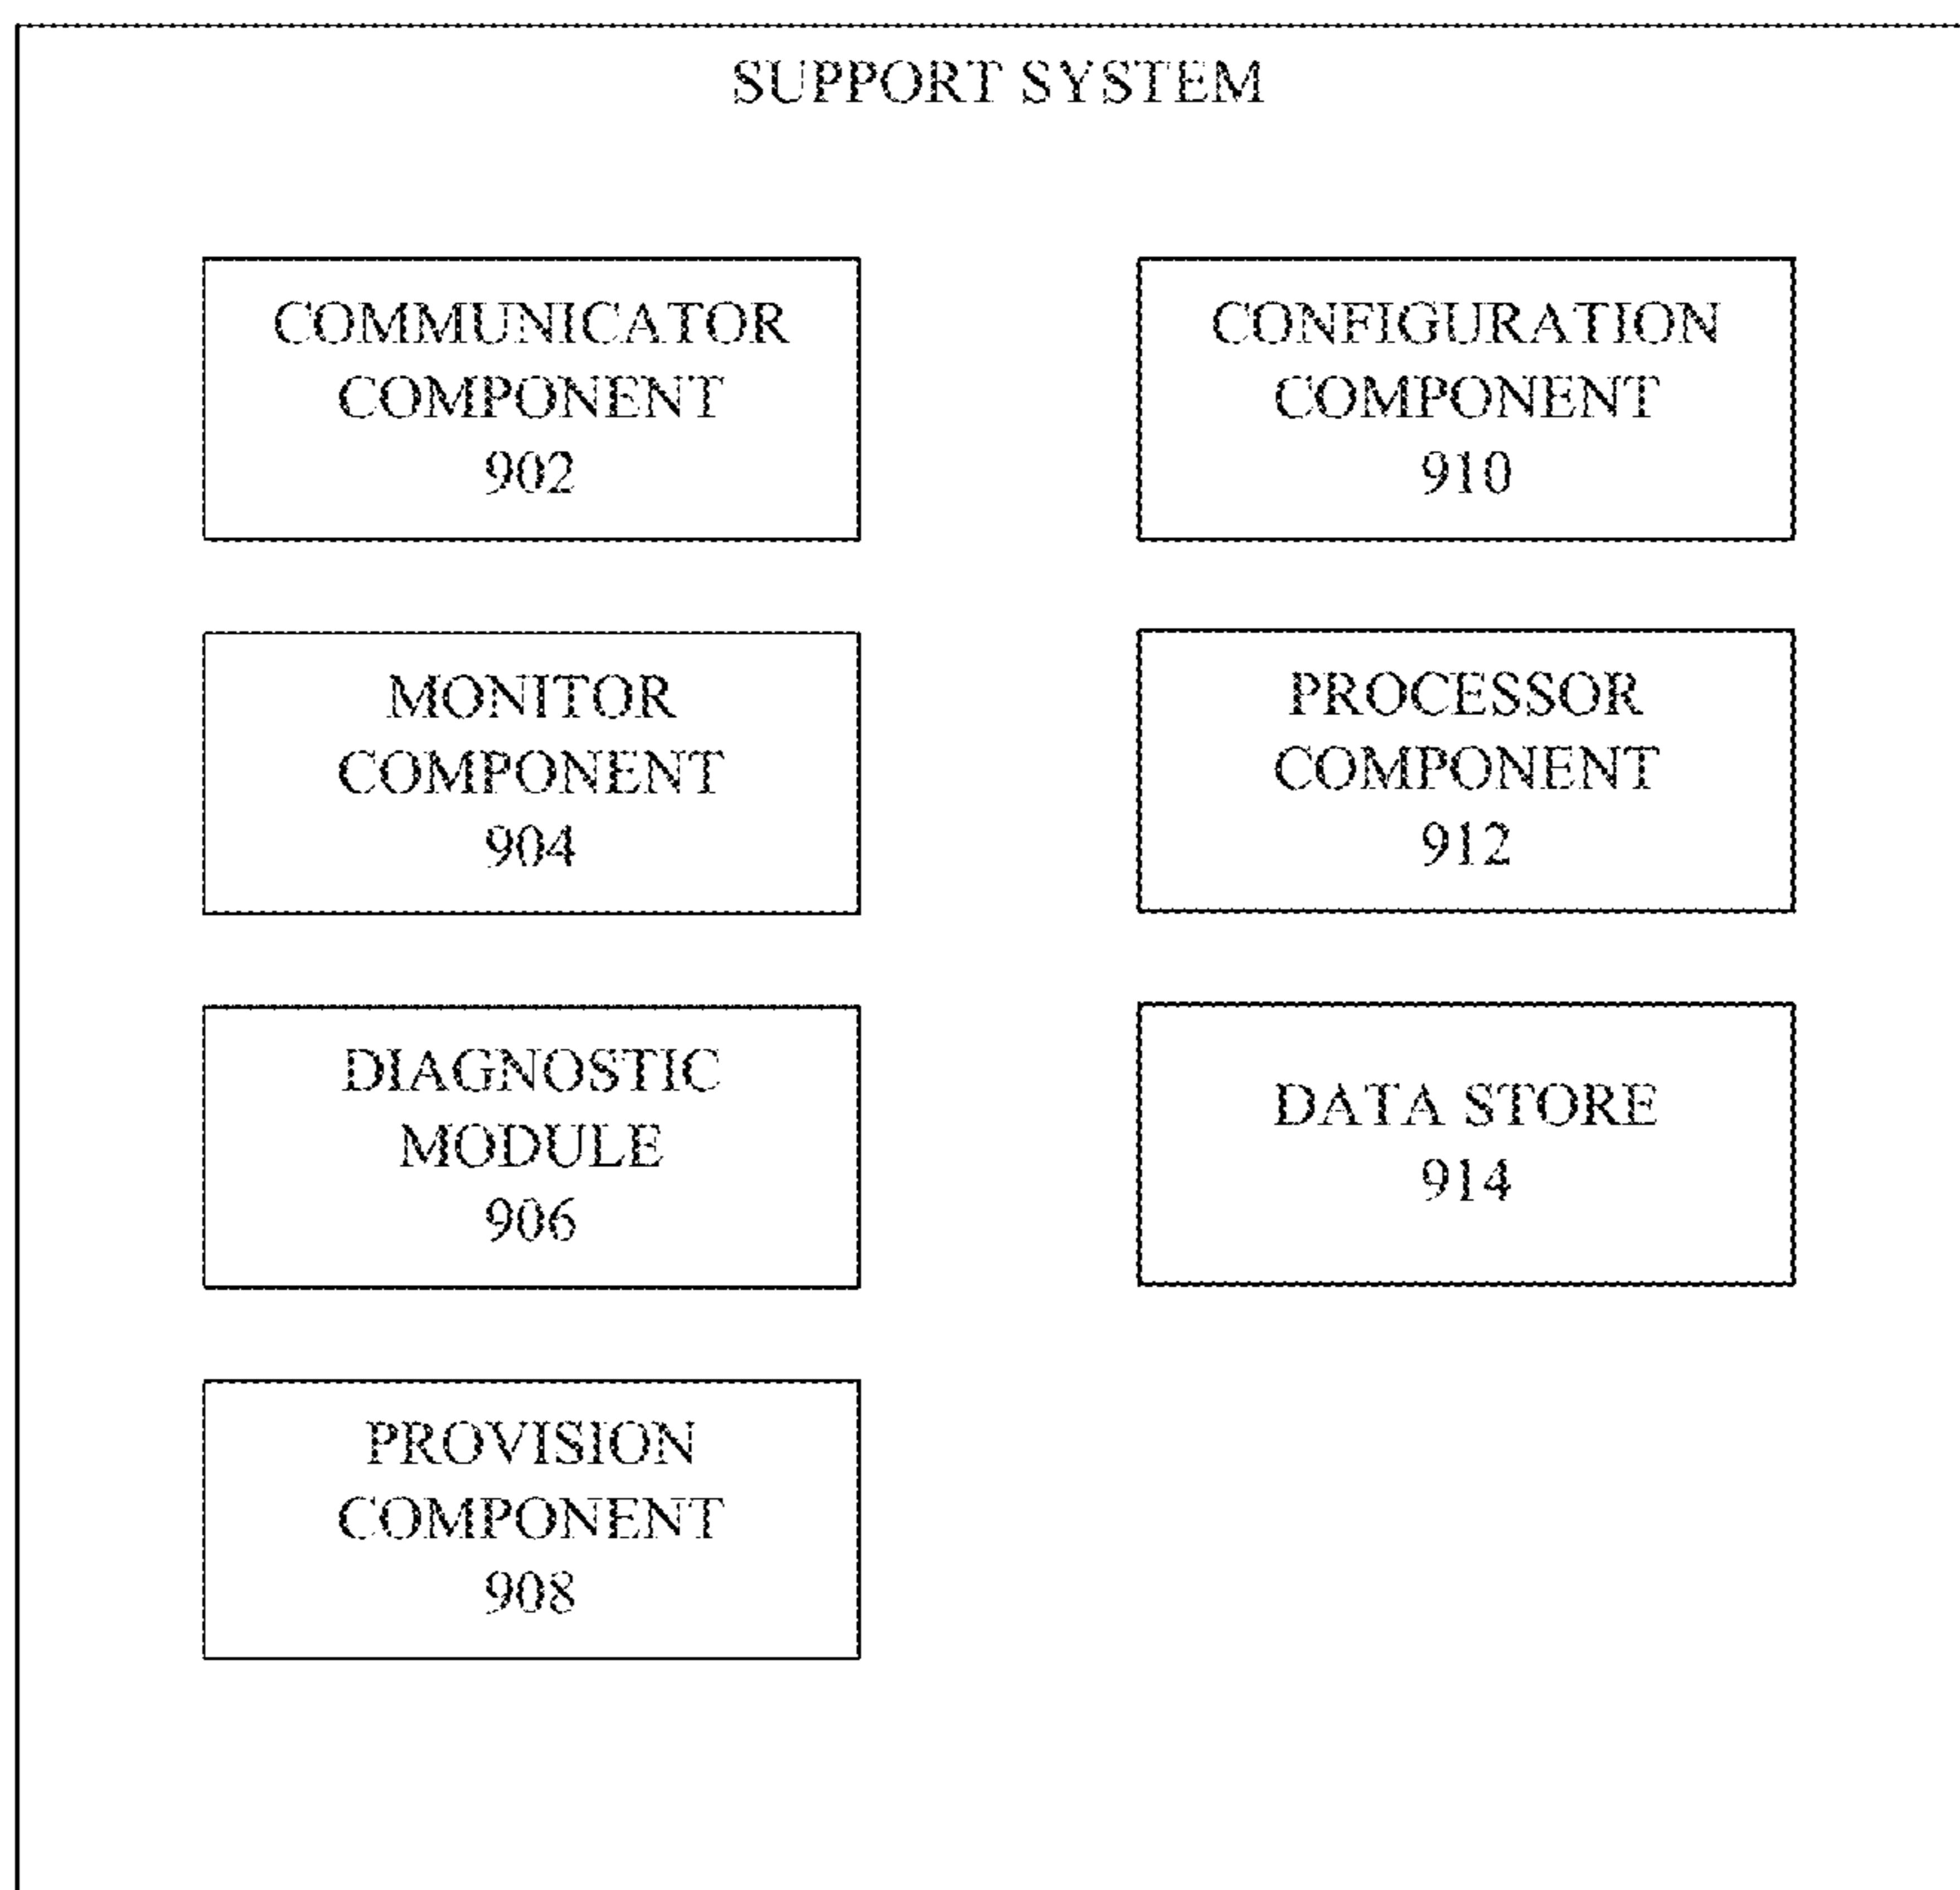 SUPPORT SYSTEM
COMMUNICATOR
COMPONENT
902
MONITOR
COMPONENT
904
DIAGNOSTIC
MODULE
906
PROVISION
COMPONENT
908
CONFIGURATION
COMPONENT
910
PROCESSOR
COMPONENT
912
DATA STORE
914